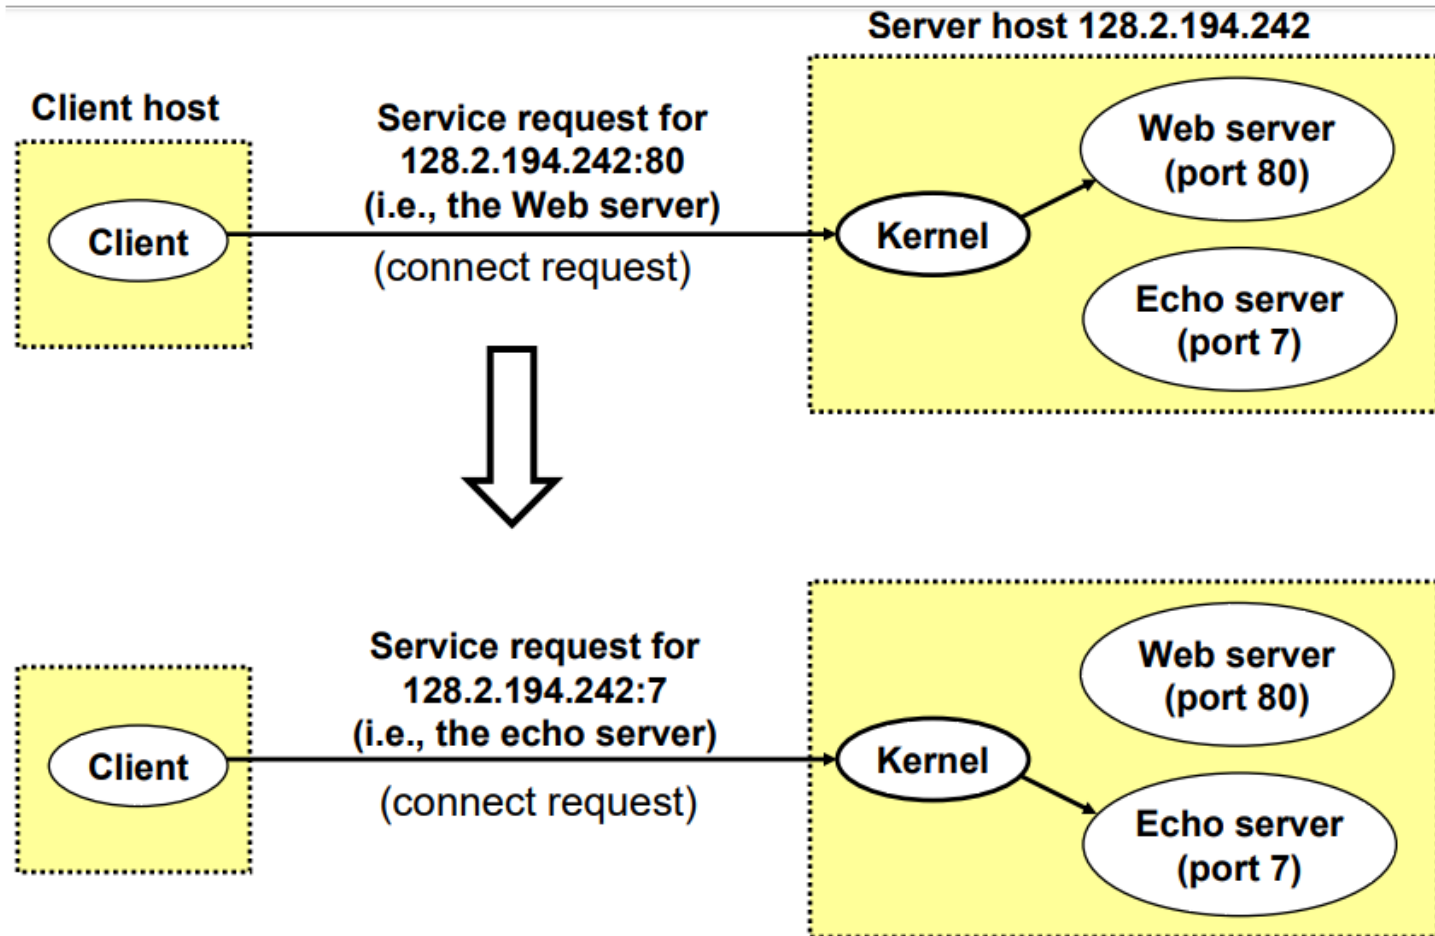 Server host 128.2.194.242
Client host
Service request for
128.2.194.242:80
(i.e., the Web server)
(connect request)
Client
Kernel
Web server
(port 80)
Echo server
(port 7)
Service request for
128.2.194.242:7
(i.e., the echo server)
(connect request)
Client
Kernel
Web server
(port 80)
Echo server
(port 7)